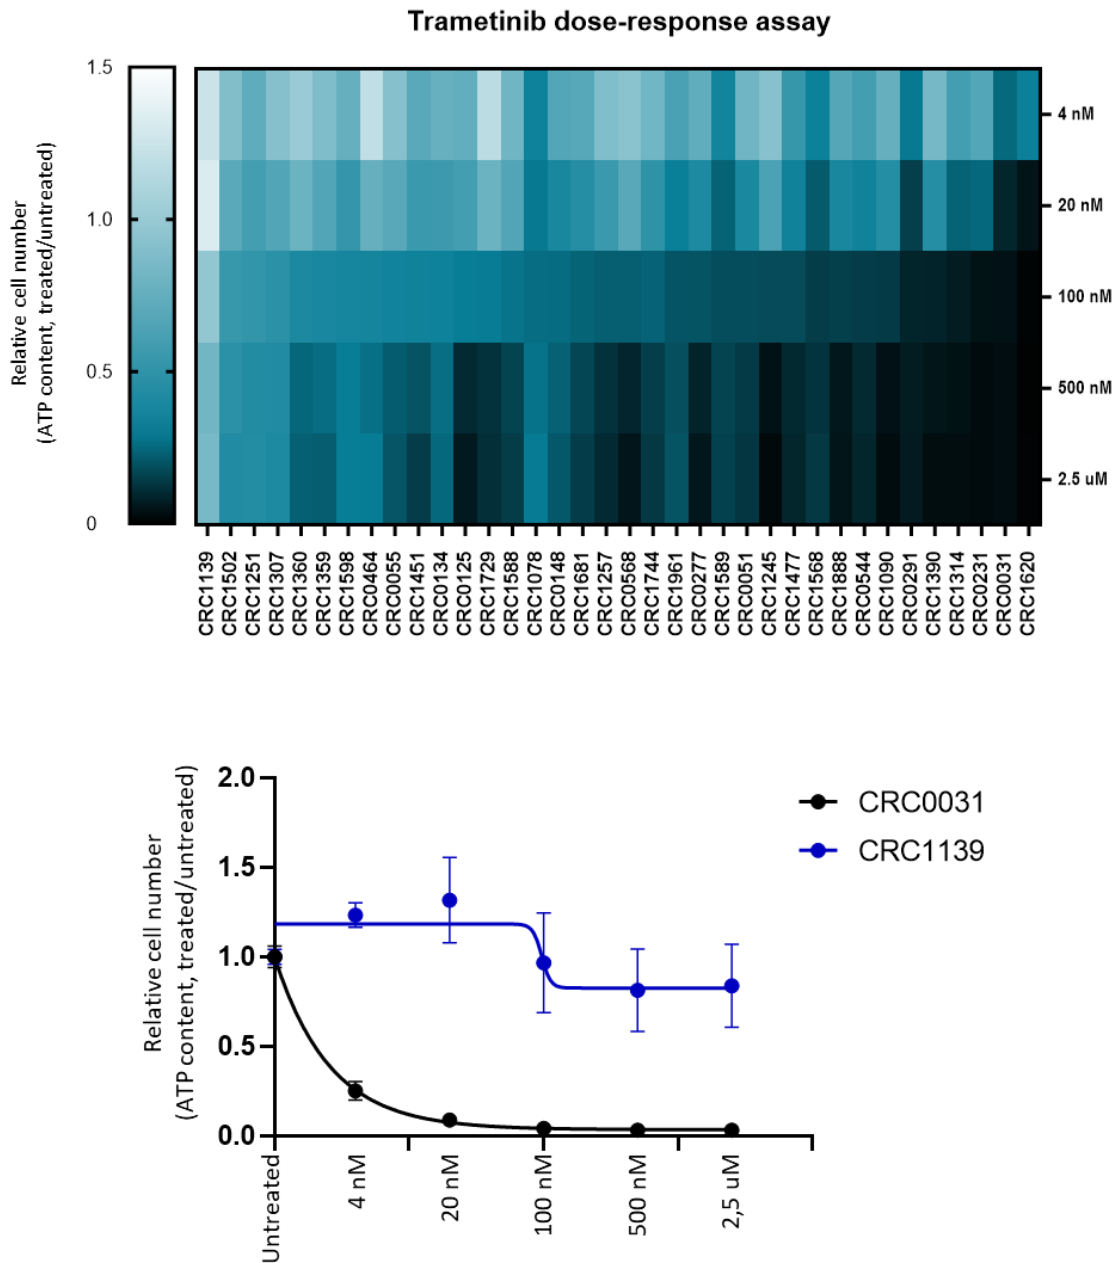 Trametinib dose-response assay
1.5
1.0
0.5
0
Relative cell number
(ATP content, treated/untreated)
4 nM
20 nM
100 nM
500 nM
2.5 uM
CRC1139
CRC1502
CRC1251
CRC1307
CRC1360
CRC1359
CRC1598
CRC0464
CRC0055
CRC1451
CRC0134
CRC0125
CRC1729
CRC1588
CRC1078
CRC0148
CRC1681
CRC1257
CRC0568
CRC1744
CRC1961
CRC0277
CRC1589
CRC0051
CRC1245
CRC1477
CRC1568
CRC1888
CRC0544
CRC1090
CRC0291
CRC1390
CRC1314
CRC0231
CRC0031
CRC1620
Relative cell number
(ATP content, treated/untreated)
2.0
1.5
1.0
0.5
0.0
Untreated
4 nM
20 nM
100 nM
500 nM
2,5 uM
CRC0031
CRC1139